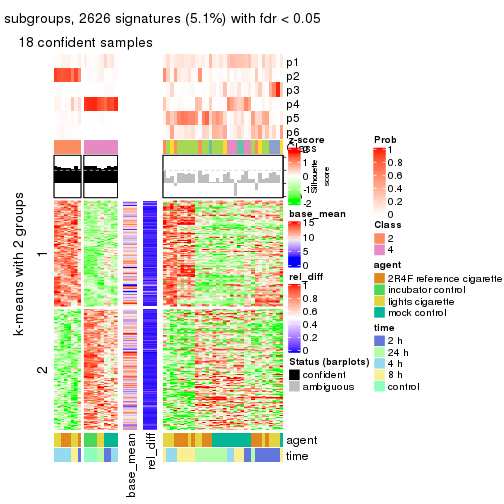 subgroups, 2626 signatures (5.1%) with fdr < 0.05
18 confident samples
p1
p2
p3
p4
p5
p6
Class
Silhouette
score
k-means with 2 groups
1
2
agent
time
base_mean
rel_diff
z-score
2
1
0
-1
-2
base_mean
15
10
5
0
rel_diff
1
0.8
0.6
0.4
0.2
0
Status (barplots)
confident
ambiguous
Prob
1
0.8
0.6
0.4
0.2
0
Class
2
4
agent
2R4F reference cigarette
incubator control
lights cigarette
mock control
time
2 h
24 h
4 h
8 h
control